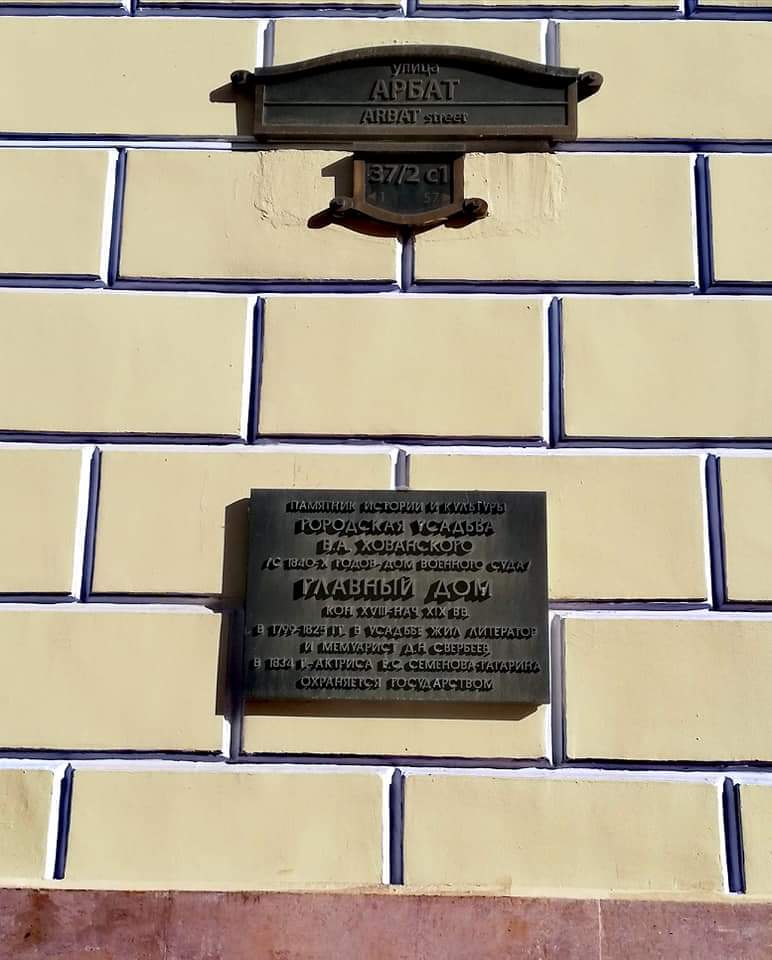 улица
АРБАТ
ARBAT street
37/2 с1
◄ 1 57 ►
ПАМЯТНИК ИСТОРИИ И КУЛЬТУРЫ
ГОРОДСКАЯ УСАДЬБА
В.А. ХОВАНСКОГО
/С 1840-Х ГОДОВ-ДОМ ВОЕННОГО СУДА/
ГЛАВНЫЙ ДОМ
КОН. XVIII-НАЧ. XIX ВВ.
В 1799-1824 ГГ. В УСАДЬБЕ ЖИЛ ЛИТЕРАТОР
И МЕМУАРИСТ Д.Н. СВЕРБЕЕВ,
В 1834 Г.-АКТРИСА Е.С. СЕМЕНОВА-ГАГАРИНА
ОХРАНЯЕТСЯ ГОСУДАРСТВОМ